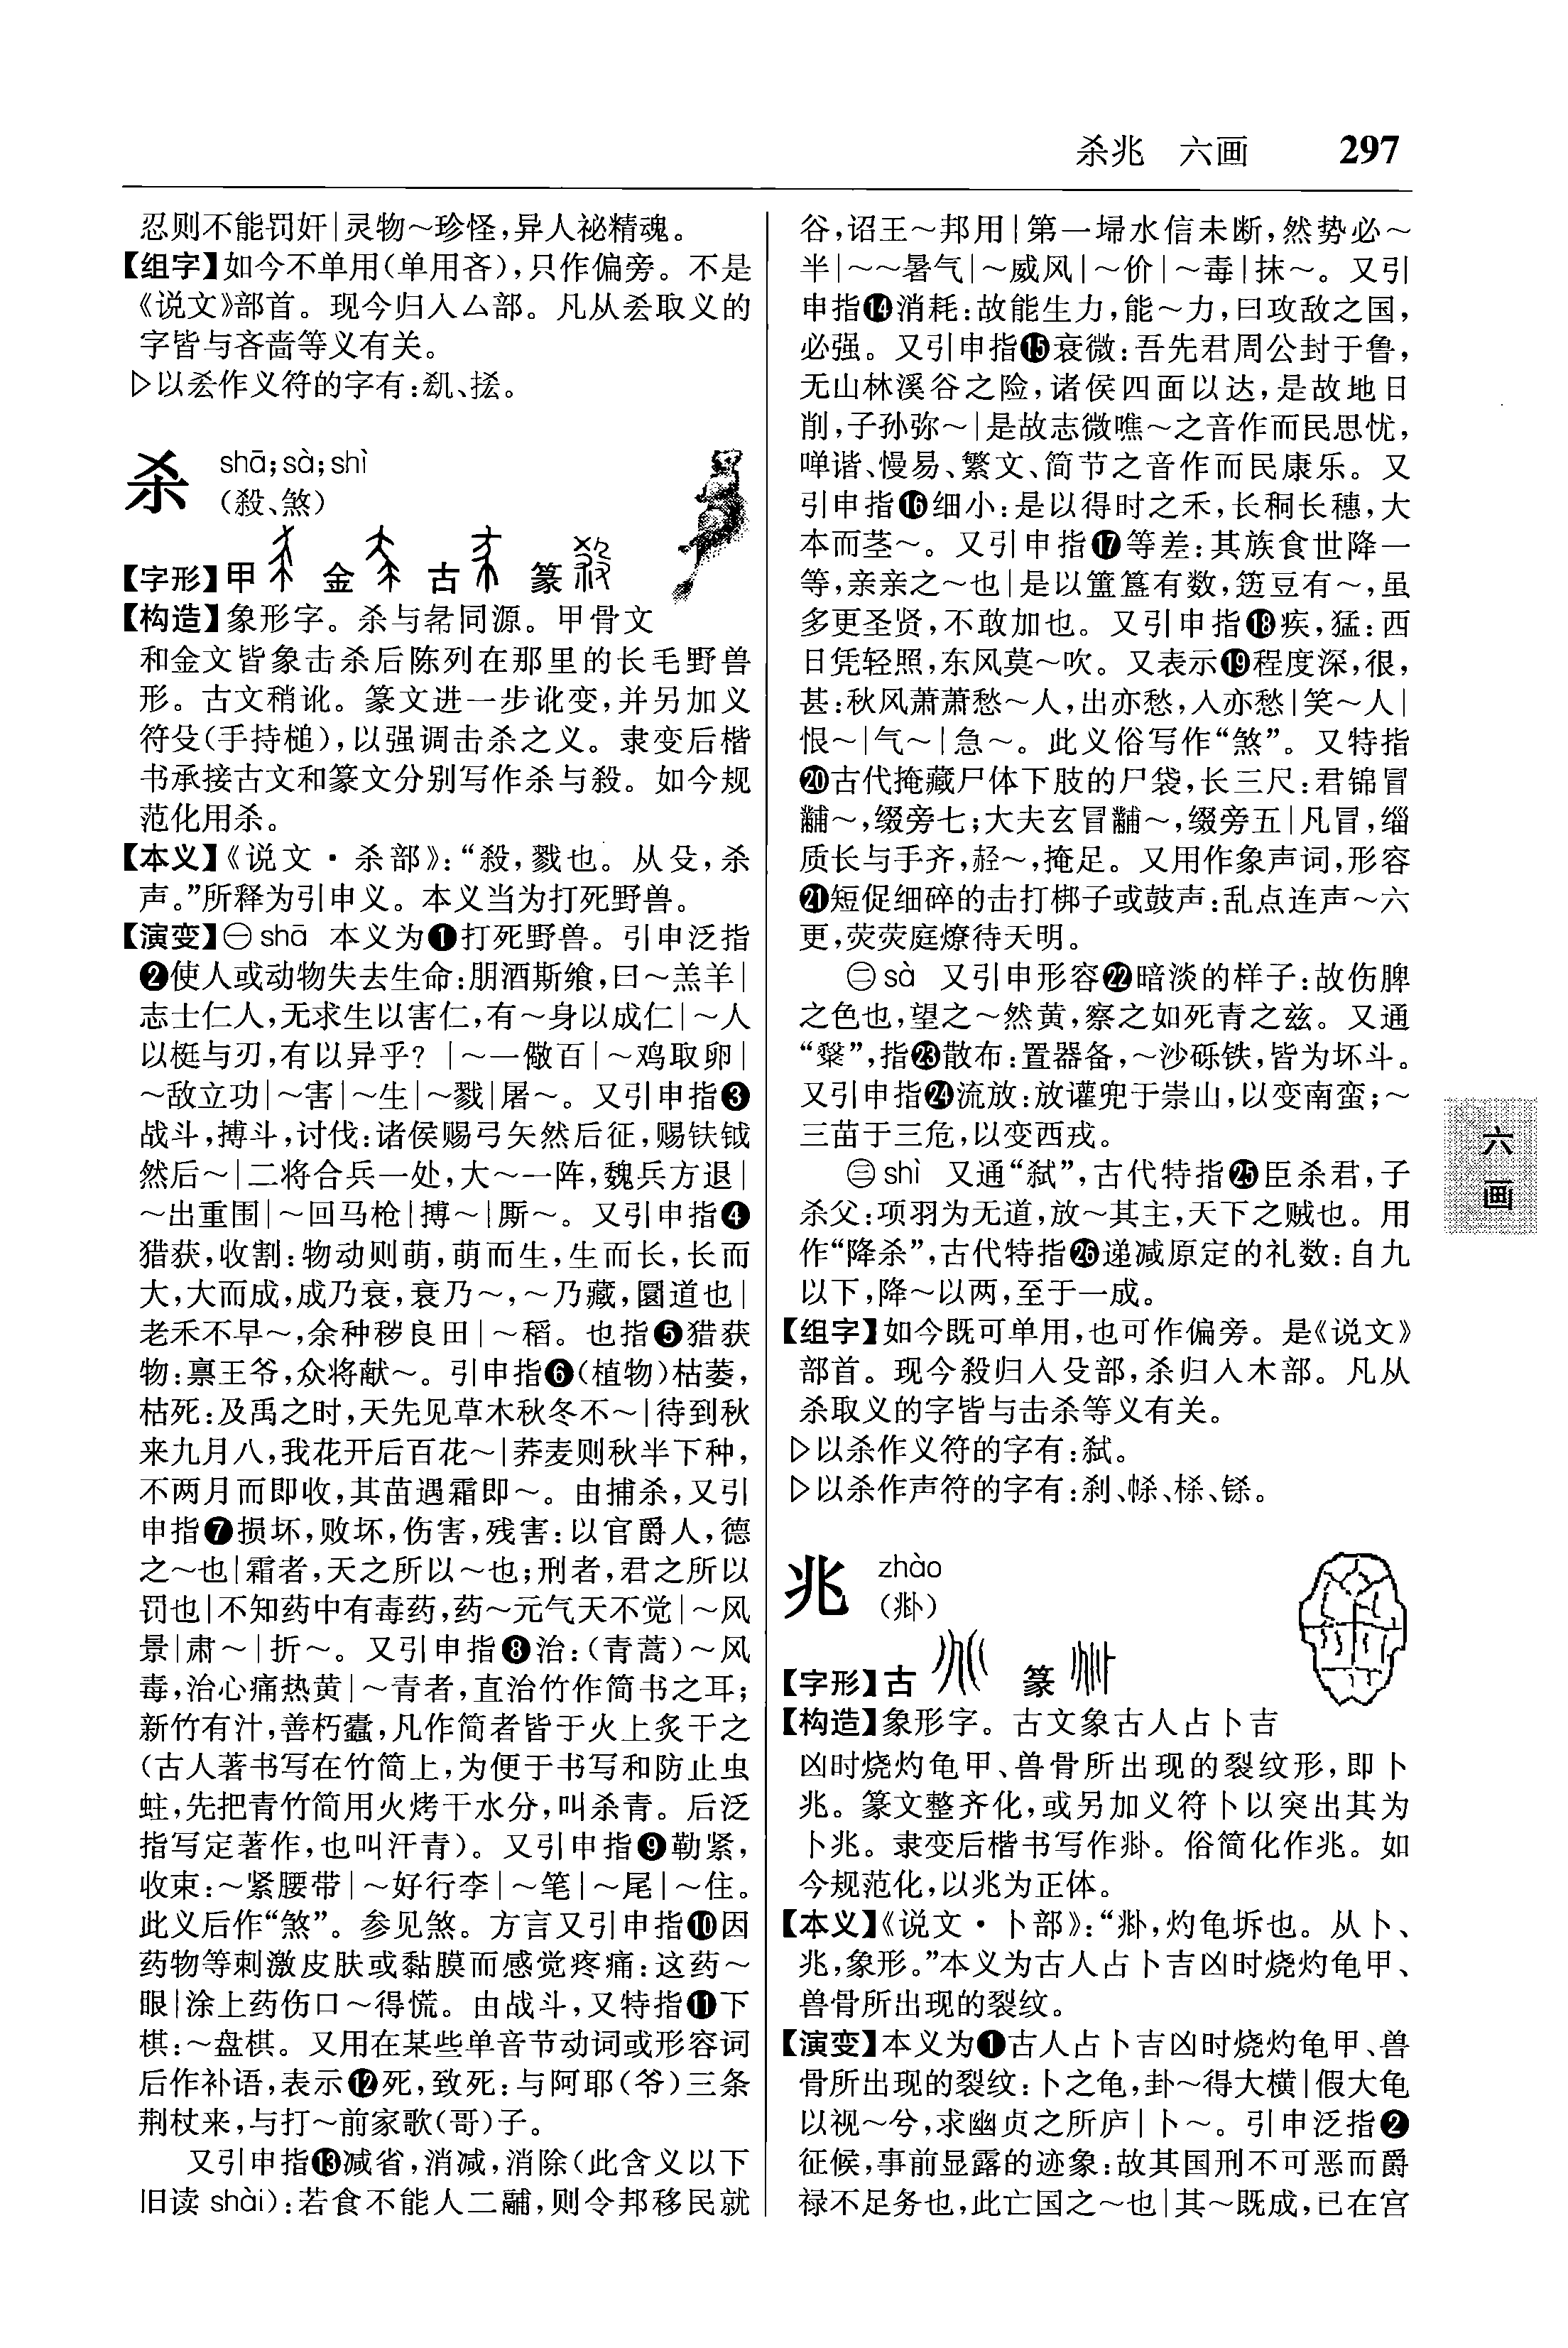 杀兆　六画　297
忍则不能罚奸|灵物～珍怪,异人祕精魂。
【组字】如今不单用(单用吝),只作偏旁。不是
《说文》部首。现今归入厶部。凡从厺取义的
字皆与吝啬等义有关。
▷以厺作义符的字有:
杀　shā;sà;shì
(殺、煞)
【字形】甲　金　古　篆
【构造】象形字。杀与希同源。甲骨文
和金文皆象击杀后陈列在那里的长毛野兽
形。古文稍讹。篆文进一步讹变,并另加义
符殳(手持槌),以强调击杀之义。隶变后楷
书承接古文和篆文分别写作杀与殺。如今规
范化用杀。
【本义】《说文·杀部》:“殺,戮也。从殳,杀
声。”所释为引申义。本义当为打死野兽。
【演变】㊀shā　本义为❶打死野兽。引申泛指
❷使人或动物失去生命:朋酒斯飨,曰～羔羊|
志士仁人,无求生以害仁,有～身以成仁|～人
以梃与刃,有以异乎?|～一儆百|～鸡取卵|
～敌立功|～害|～生|～戮|屠～。又引申指❸
战斗,搏斗,讨伐:诸侯赐弓矢然后征,赐铁钺
然后～|二将合兵一处,大～一阵,魏兵方退|
～出重围|～回马枪|搏～|厮～。又引申指❹
猎获,收割:物动则萌,萌而生,生而长,长而
大,大而成,成乃衰,衰乃～,～乃藏,圜道也|
老禾不早～,余种秽良田|～稻。也指❺猎获
物:禀王爷,众将献～。引申指❻(植物)枯萎,
枯死:及禹之时,天先见草木秋冬不～|待到秋
来九月八,我花开后百花～|荞麦则秋半下种,
不两月而即收,其苗遇霜即～。由捕杀,又引
申指❼损坏,败坏,伤害,残害:以官爵人,德
之～也|霜者,天之所以～也;刑者,君之所以
罚也|不知药中有毒药,药～元气天不觉|～风
景|肃～|折～。又引申指❽治:(青蒿)～风
毒,治心痛热黄|～青者,直治竹作简书之耳;
新竹有汁,善朽蠹,凡作简者皆于火上炙干之
(古人著书写在竹简上,为便于书写和防止虫
蛀,先把青竹简用火烤干水分,叫杀青。后泛
指写定著作,也叫汗青)。又引申指❾勒紧,
收束:～紧腰带|～好行李|～笔|～尾|～住。
此义后作“煞”。参见煞。方言又引申指❿因
药物等刺激皮肤或黏膜而感觉疼痛:这药～
眼|涂上药伤口～得慌。由战斗,又特指⓫下
棋:～盘棋。又用在某些单音节动词或形容词
后作补语,表示⓬死,致死:与阿耶(爷)三条
荆杖来,与打～前家歌(哥)子。
又引申指⓭减省,消减,消除(此含义以下
旧读shài):若食不能人二鬴,则令邦移民就
谷,诏王～邦用|第一埽水信未断,然势必～
半|～～暑气|～威风|～价|～毒|抹～。又引
申指⓮消耗:故能生力,能～力,曰攻敌之国,
必强。又引申指⓯衰微:吾先君周公封于鲁,
无山林溪谷之险,诸侯四面以达,是故地日
削,子孙弥～|是故志微噍～之音作而民思忧,
啴谐、慢易、繁文、简节之音作而民康乐。又
引申指⓰细小:是以得时之禾,长秱长穗,大
本而茎～。又引申指⓱等差:其族食世降一
等,亲亲之～也|是以簠簋有数,笾豆有～,虽
多更圣贤,不敢加也。又引申指⓲疾,猛:西
日凭轻照,东风莫～吹。又表示⓳程度深,很,
甚:秋风萧萧愁～人,出亦愁,入亦愁|笑～人|
恨～|气～|急～。此义俗写作“煞”。又特指
⓴古代掩藏尸体下肢的尸袋,长三尺:君锦冒
黼～,缀旁七;大夫玄冒黼～,缀旁五|凡冒,缁
质长与手齐,赪～,掩足。又用作象声词,形容
㉑短促细碎的击打梆子或鼓声:乱点连声～六
更,荧荧庭燎待天明。
㊁sà　又引申形容㉒暗淡的样子:故伤脾
之色也,望之～然黄,察之如死青之兹。又通
“糳”,指㉓散布:置器备,～沙砾铁,皆为坏斗。
又引申指㉔流放:放讙兜于崇山,以变南蛮;～
三苗于三危,以变西戎。
㊂shì　又通“弑”,古代特指㉕臣杀君,子
杀父:项羽为无道,放～其主,天下之贼也。用
作“降杀”,古代特指㉖递减原定的礼数:自九
以下,降～以两,至于一成。
【组字】如今既可单用,也可作偏旁。是《说文》
部首。现今殺归入殳部,杀归入木部。凡从
杀取义的字皆与击杀等义有关。
▷以杀作义符的字有:弑。
▷以杀作声符的字有:刹、㡜、榇、铩。
兆　zhào
(𠧞)
【字形】古　篆
【构造】象形字。古文象古人占卜吉
凶时烧灼龟甲、兽骨所出现的裂纹形,即卜
兆。篆文整齐化,或另加义符卜以突出其为
卜兆。隶变后楷书写作𠧞。俗简化作兆。如
今规范化,以兆为正体。
【本义】《说文·卜部》:“𠧞,灼龟坼也。从卜、
兆,象形。”本义为古人占卜吉凶时烧灼龟甲、
兽骨所出现的裂纹。
【演变】本义为❶古人占卜吉凶时烧灼龟甲、兽
骨所出现的裂纹:卜之龟,卦～得大横|假大龟
以视～兮,求幽贞之所庐|卜～。引申泛指❷
征候,事前显露的迹象:故其国刑不可恶而爵
禄不足务也,此亡国之～也|其～既成,已在宫
六画